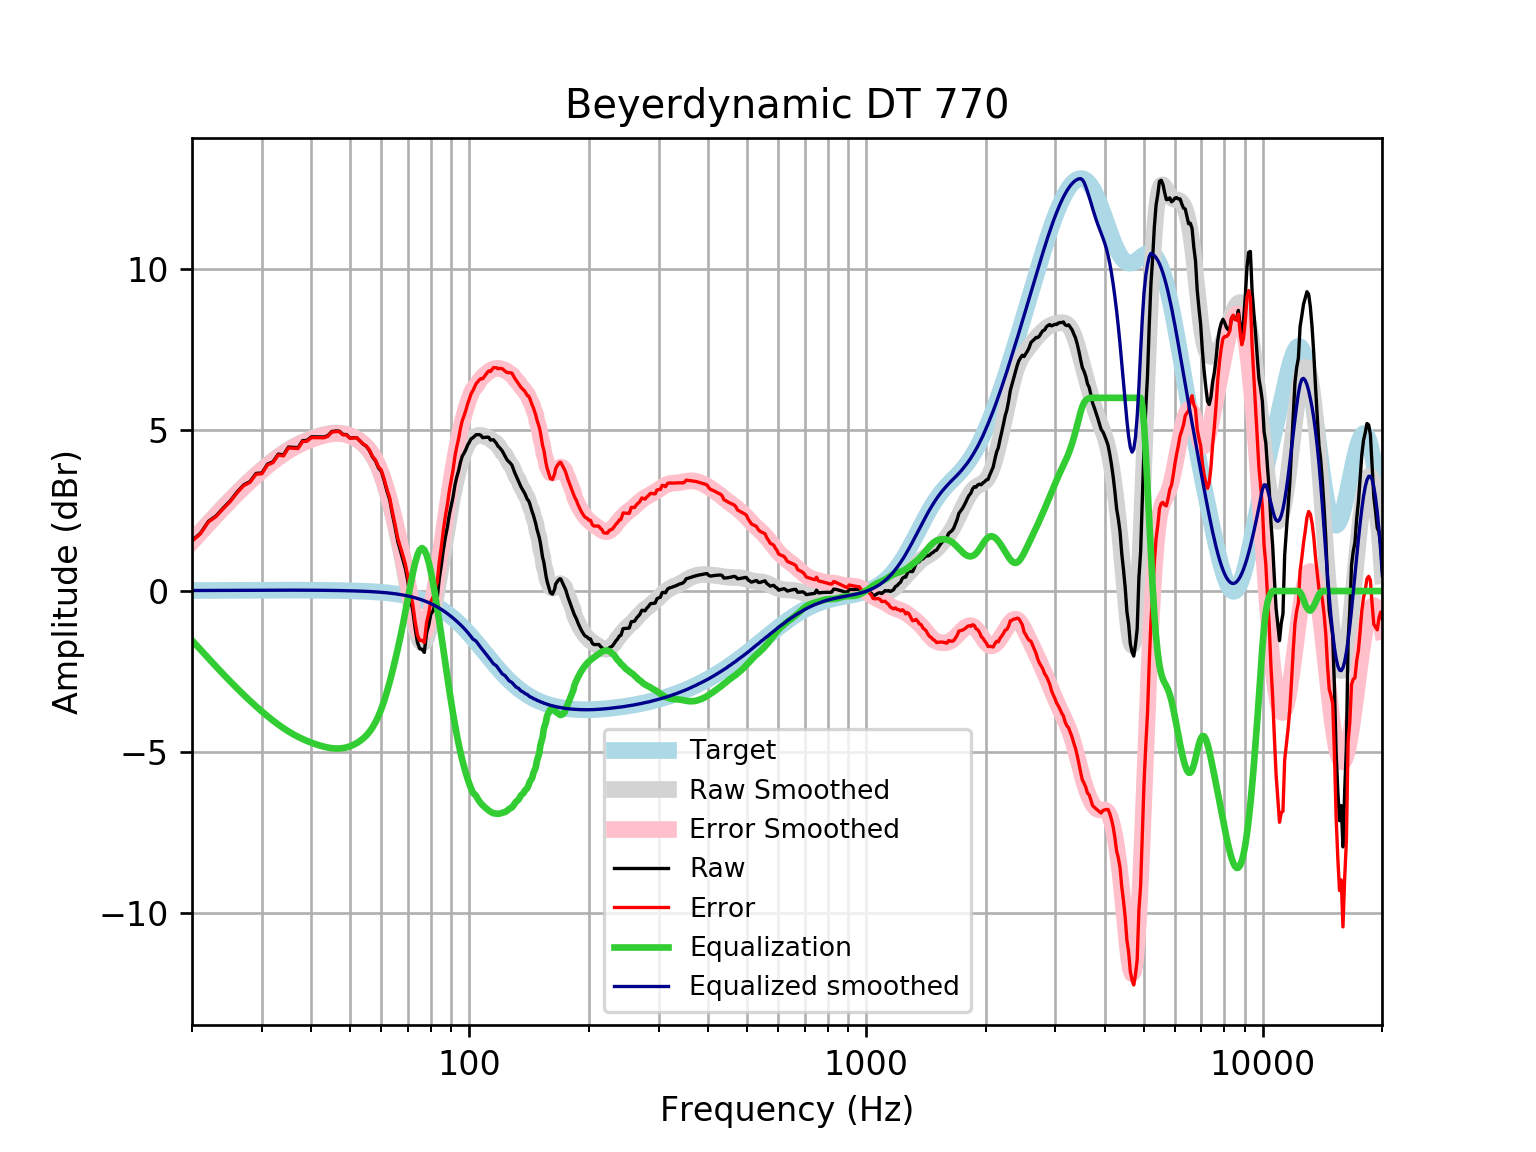 Beyerdynamic DT 770
Amplitude (dBr)
10
5
0
−5
−10
Target
Raw Smoothed
Error Smoothed
Raw
Error
Equalization
Equalized smoothed
100
1000
10000
Frequency (Hz)